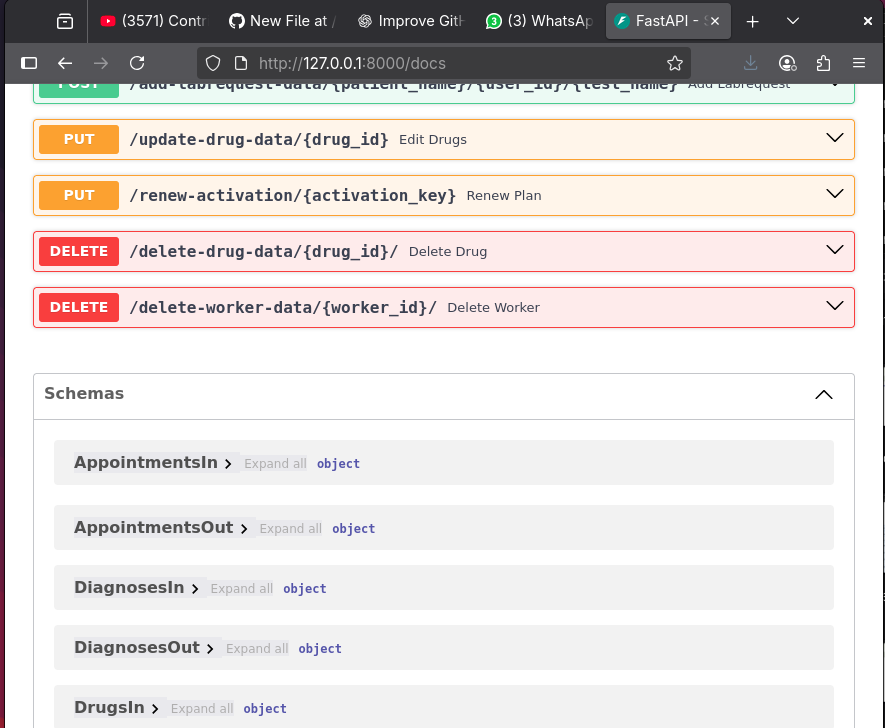 (3571) Contr
New File at /
Improve GitH
3 (3) WhatsAp
FastAPI - S
http://127.0.0.1:8000/docs
POST /add-labrequest-data/{patient_name}/{user_id}/{test_name} Add Labrequest
PUT /update-drug-data/{drug_id} Edit Drugs
PUT /renew-activation/{activation_key} Renew Plan
DELETE /delete-drug-data/{drug_id}/ Delete Drug
DELETE /delete-worker-data/{worker_id}/ Delete Worker
Schemas
AppointmentsIn Expand all object
AppointmentsOut Expand all object
DiagnosesIn Expand all object
DiagnosesOut Expand all object
DrugsIn Expand all object